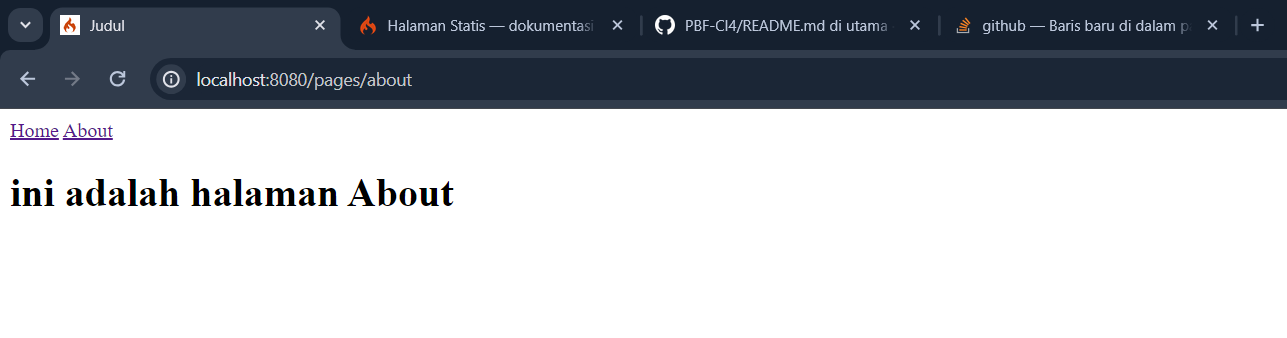 Judul
Halaman Statis — dokumentasi
PBF-CI4/README.md di utama
github — Baris baru di dalam
localhost:8080/pages/about
Home About
ini adalah halaman About